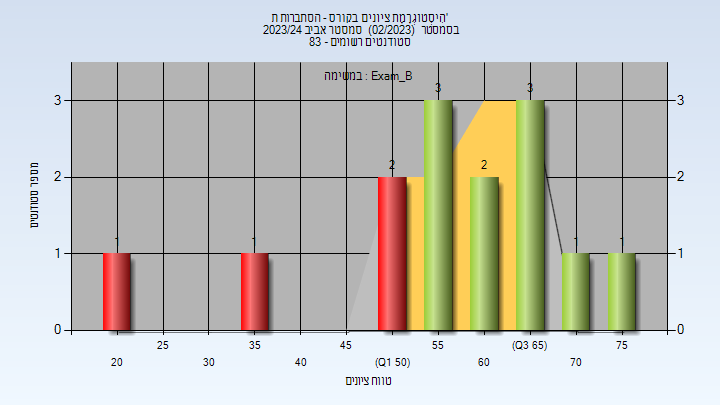 היסטוגרמת ציונים בקורס - הסתברות ת'
בסמסטר (02/2023) סמסטר אביב 2023/24
סטודנטים רשומים - 83
במשימה : Exam_B
מספר סטודנטים
3 3 3 3
2 2 2 2
1 1 1 1 1 1
0 0
25 35 45 55 (Q3 65) 75
20 30 40 (Q1 50) 60 70
טווח ציונים